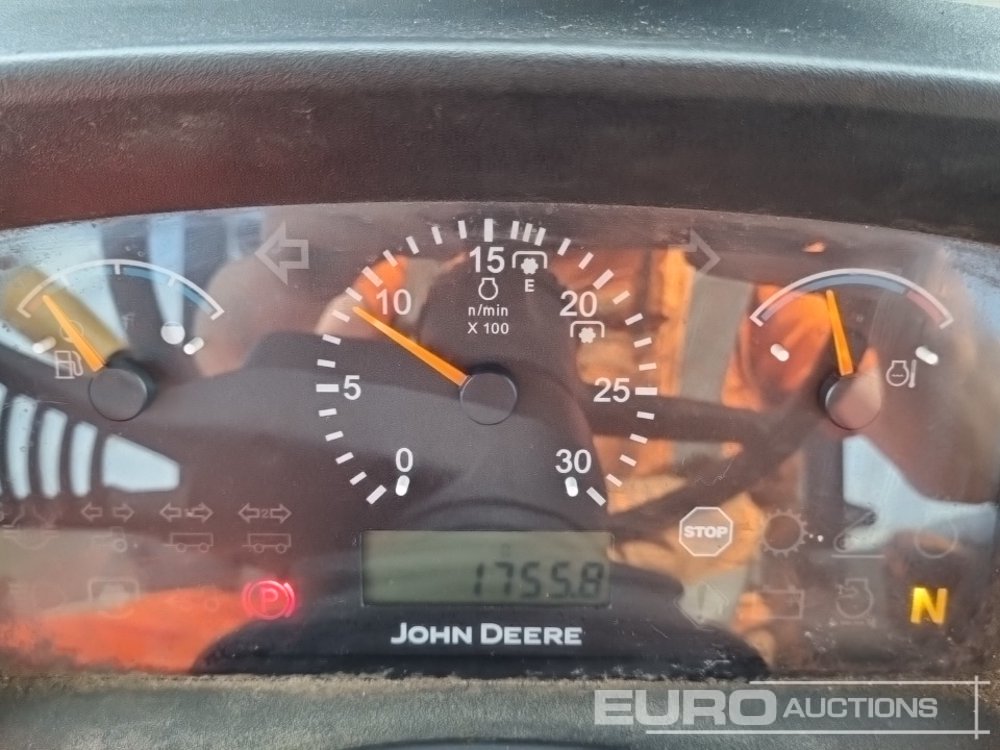 15
10
20
E
n/min
X 100
5
25
0
30
STOP
1755.8
P
N
JOHN DEERE
EURO AUCTIONS